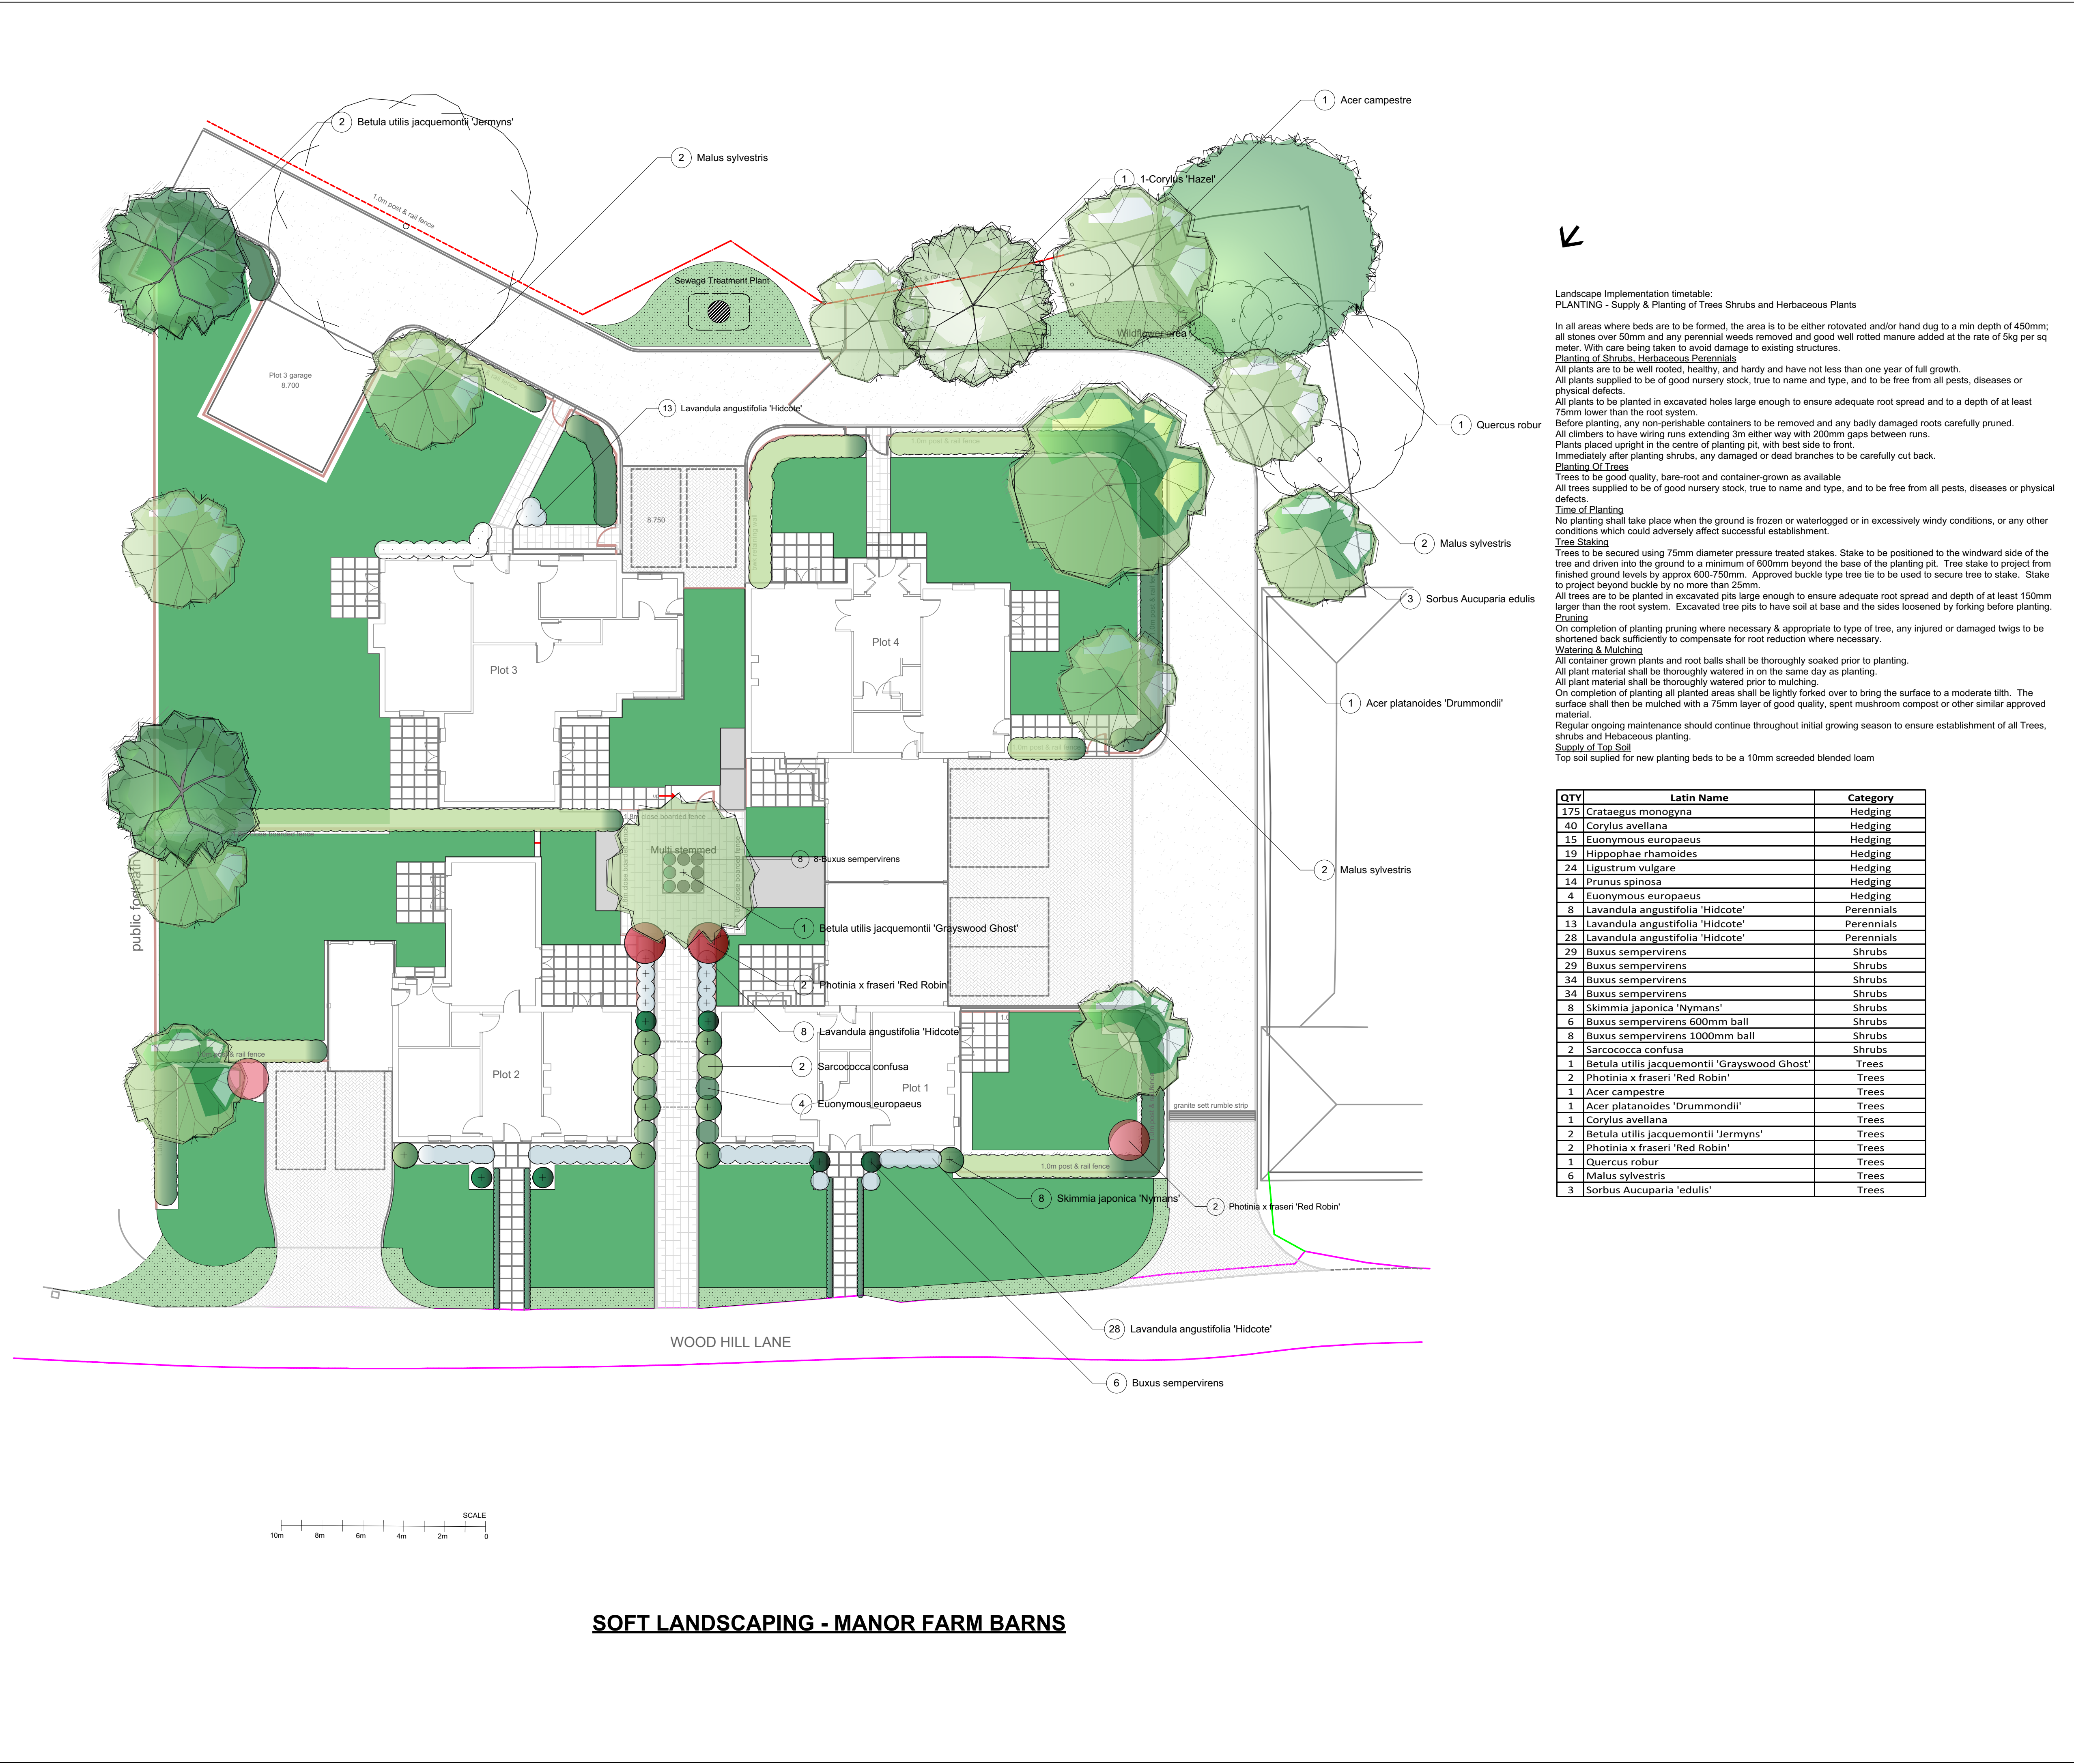 1 Acer campestre
2 Betula utilis jacquemontii 'Jermyns'
2 Malus sylvestris
1 1-Corylus 'Hazel'
1.0m post & rail fence
Sewage Treatment Plant
post & rail fence
Wildflower area
Plot 3 garage
8.700
13 Lavandula angustifolia 'Hidcote'
1 Quercus robur
1.0m post & rail fence
8.750
2 Malus sylvestris
3 Sorbus Aucuparia edulis
Plot 4
Plot 3
1 Acer platanoides 'Drummondii'
1.0m post & rail fence
1.8m close boarded fence
close boarded fence
Multi stemmed
8 8-Buxus sempervirens
2 Malus sylvestris
public footpath
1 Betula utilis jacquemontii 'Grayswood Ghost'
2 Photinia x fraseri 'Red Robin'
8 Lavandula angustifolia 'Hidcote'
post & rail fence
2 Sarcococca confusa
Plot 2
Plot 1
4 Euonymous europaeus
granite sett rumble strip
1.0m post & rail fence
8 Skimmia japonica 'Nymans'
2 Photinia x fraseri 'Red Robin'
28 Lavandula angustifolia 'Hidcote'
WOOD HILL LANE
6 Buxus sempervirens
SCALE
10m 8m 6m 4m 2m 0
SOFT LANDSCAPING - MANOR FARM BARNS
Landscape Implementation timetable:
PLANTING - Supply & Planting of Trees Shrubs and Herbaceous Plants
In all areas where beds are to be formed, the area is to be either rotovated and/or hand dug to a min depth of 450mm;
all stones over 50mm and any perennial weeds removed and good well rotted manure added at the rate of 5kg per sq
meter. With care being taken to avoid damage to existing structures.
Planting of Shrubs, Herbaceous Perennials
All plants are to be well rooted, healthy, and hardy and have not less than one year of full growth.
All plants supplied to be of good nursery stock, true to name and type, and to be free from all pests, diseases or
physical defects.
All plants to be planted in excavated holes large enough to ensure adequate root spread and to a depth of at least
75mm lower than the root system.
Before planting, any non-perishable containers to be removed and any badly damaged roots carefully pruned.
All climbers to have wiring runs extending 3m either way with 200mm gaps between runs.
Plants placed upright in the centre of planting pit, with best side to front.
Immediately after planting shrubs, any damaged or dead branches to be carefully cut back.
Planting Of Trees
Trees to be good quality, bare-root and container-grown as available
All trees supplied to be of good nursery stock, true to name and type, and to be free from all pests, diseases or physical
defects.
Time of Planting
No planting shall take place when the ground is frozen or waterlogged or in excessively windy conditions, or any other
conditions which could adversely affect successful establishment.
Tree Staking
Trees to be secured using 75mm diameter pressure treated stakes. Stake to be positioned to the windward side of the
tree and driven into the ground to a minimum of 600mm beyond the base of the planting pit. Tree stake to project from
finished ground levels by approx 600-750mm. Approved buckle type tree tie to be used to secure tree to stake. Stake
to project beyond buckle by no more than 25mm.
All trees are to be planted in excavated pits large enough to ensure adequate root spread and depth of at least 150mm
larger than the root system. Excavated tree pits to have soil at base and the sides loosened by forking before planting.
Pruning
On completion of planting pruning where necessary & appropriate to type of tree, any injured or damaged twigs to be
shortened back sufficiently to compensate for root reduction where necessary.
Watering & Mulching
All container grown plants and root balls shall be thoroughly soaked prior to planting.
All plant material shall be thoroughly watered in on the same day as planting.
All plant material shall be thoroughly watered prior to mulching.
On completion of planting all planted areas shall be lightly forked over to bring the surface to a moderate tilth. The
surface shall then be mulched with a 75mm layer of good quality, spent mushroom compost or other similar approved
material.
Regular ongoing maintenance should continue throughout initial growing season to ensure establishment of all Trees,
shrubs and Hebaceous planting.
Supply of Top Soil
Top soil suplied for new planting beds to be a 10mm screeded blended loam
QTY Latin Name Category
175 Crataegus monogyna Hedging
40 Corylus avellana Hedging
15 Euonymous europaeus Hedging
19 Hippophae rhamoides Hedging
24 Ligustrum vulgare Hedging
14 Prunus spinosa Hedging
4 Euonymous europaeus Hedging
8 Lavandula angustifolia 'Hidcote' Perennials
13 Lavandula angustifolia 'Hidcote' Perennials
28 Lavandula angustifolia 'Hidcote' Perennials
29 Buxus sempervirens Shrubs
29 Buxus sempervirens Shrubs
34 Buxus sempervirens Shrubs
34 Buxus sempervirens Shrubs
8 Skimmia japonica 'Nymans' Shrubs
6 Buxus sempervirens 600mm ball Shrubs
8 Buxus sempervirens 1000mm ball Shrubs
2 Sarcococca confusa Shrubs
1 Betula utilis jacquemontii 'Grayswood Ghost' Trees
2 Photinia x fraseri 'Red Robin' Trees
1 Acer campestre Trees
1 Acer platanoides 'Drummondii' Trees
1 Corylus avellana Trees
2 Betula utilis jacquemontii 'Jermyns' Trees
2 Photinia x fraseri 'Red Robin' Trees
1 Quercus robur Trees
6 Malus sylvestris Trees
3 Sorbus Aucuparia 'edulis' Trees